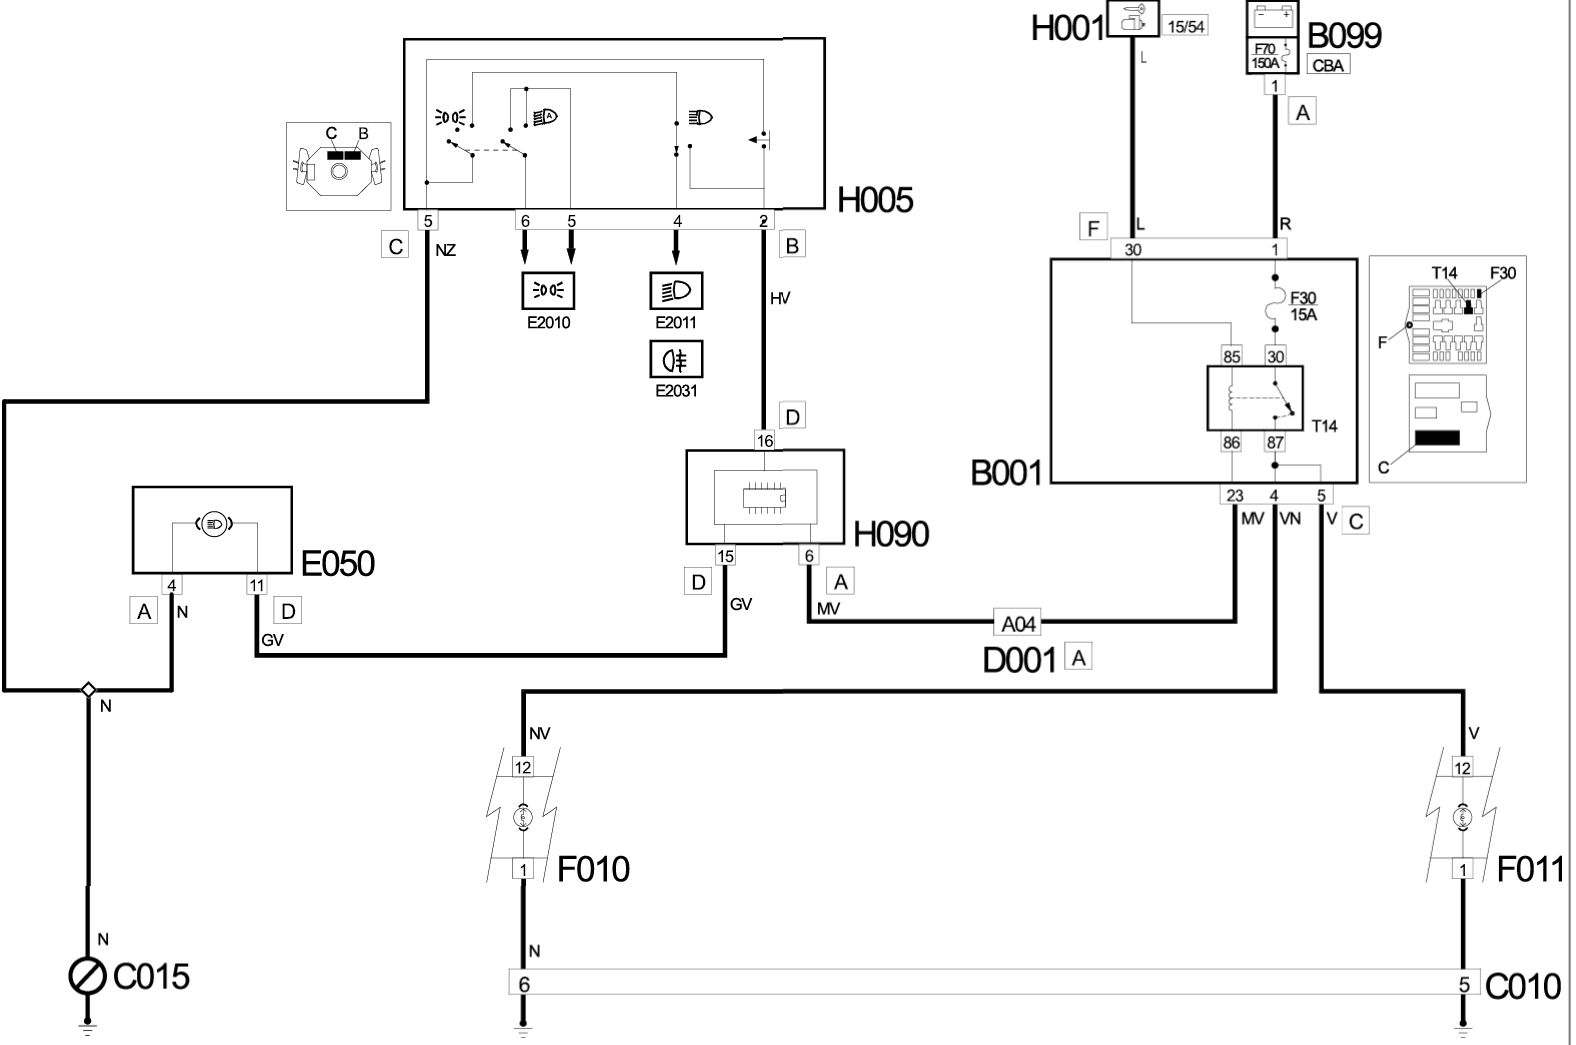 H001
15/54
L
- +
F70
150A
B099
CBA
1
A
C B
H005
5 6 5 4 2
C
NZ
B
HV
E2010
E2011
E2031
F
L
R
30 1
F30
15A
85 30
T14
86 87
B001
23 4 5
MV VN V
C
T14 F30
F
C
D
16
H090
15 6
D
A
GV
MV
E050
4 11
A
N
D
GV
A04
D001
A
N
NV
12
1
F010
N
V
12
1
F011
N
C015
6 5
C010